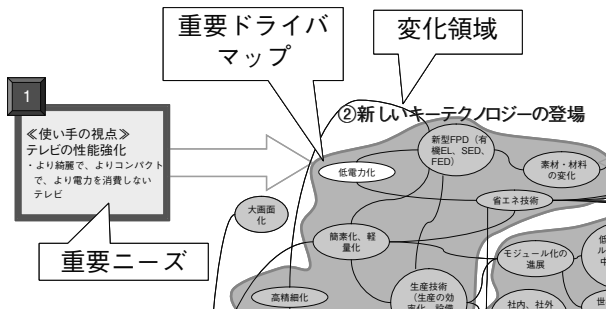 重要ドライバ
マップ
変化領域
1
≪使い手の視点≫
テレビの性能強化
・より綺麗で、よりコンパクト
で、より電力を消費しない
テレビ
重要ニーズ
②新しいキーテクノロジーの登場
新型FPD（有
機EL、SED、
FED）
低電力化
素材・材料
の変化
省エネ技術
大画面
化
簡素化、軽
量化
モジュール化の
進展
高精細化
生産技術
（生産の効
社内、社外